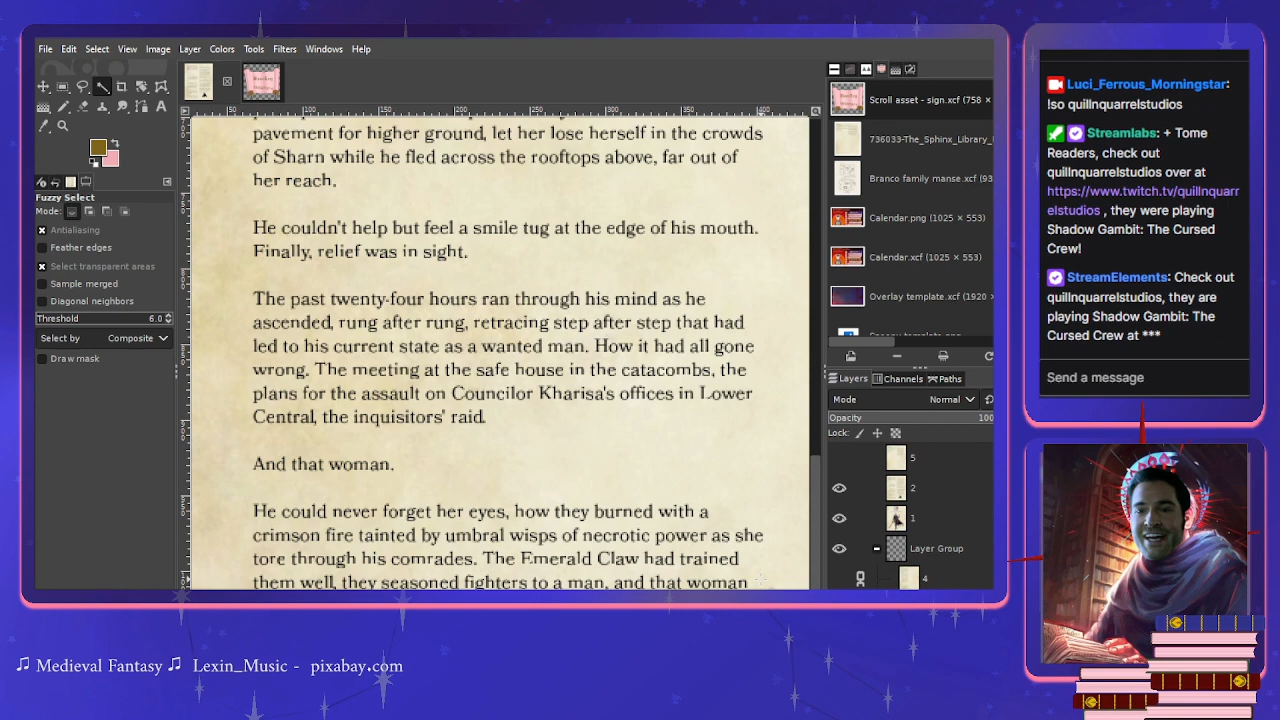 File Edit Select View Image Layer Colors Tools Filters Windows Help
50 100 150 200 250 300 350 400
pavement for higher ground, let her lose herself in the crowds
of Sharn while he fled across the rooftops above, far out of
her reach.
He couldn't help but feel a smile tug at the edge of his mouth.
Finally, relief was in sight.
The past twenty-four hours ran through his mind as he
ascended, rung after rung, retracing step after step that had
led to his current state as a wanted man. How it had all gone
wrong. The meeting at the safe house in the catacombs, the
plans for the assault on Councilor Kharisa's offices in Lower
Central, the inquisitors' raid.
And that woman.
He could never forget her eyes, how they burned with a
crimson fire tainted by umbral wisps of necrotic power as she
tore through his comrades. The Emerald Claw had trained
them well, they seasoned fighters to a man, and that woman
Fuzzy Select
Mode:
Antialiasing
Feather edges
Select transparent areas
Sample merged
Diagonal neighbors
Threshold 6.0
Select by Composite
Draw mask
Scroll asset - sign.xcf (758 ×
736033-The_Sphinx_Library_
Branco family manse.xcf (93
Calendar.png (1025 × 553)
Calendar.xcf (1025 × 553)
Overlay template.xcf (1920 ×
Layers Channels Paths
Mode Normal
Opacity 100
Lock:
5
2
1
Layer Group
4
Luci_Ferrous_Morningstar:
!so quillnquarrelstudios
Streamlabs: + Tome
Readers, check out
quillnquarrelstudios over at
https://www.twitch.tv/quillnquarr
elstudios , they were playing
Shadow Gambit: The Cursed
Crew!
StreamElements: Check out
quillnquarrelstudios, they are
playing Shadow Gambit: The
Cursed Crew at ***
Send a message
♫ Medieval Fantasy ♫ Lexin_Music - pixabay.com